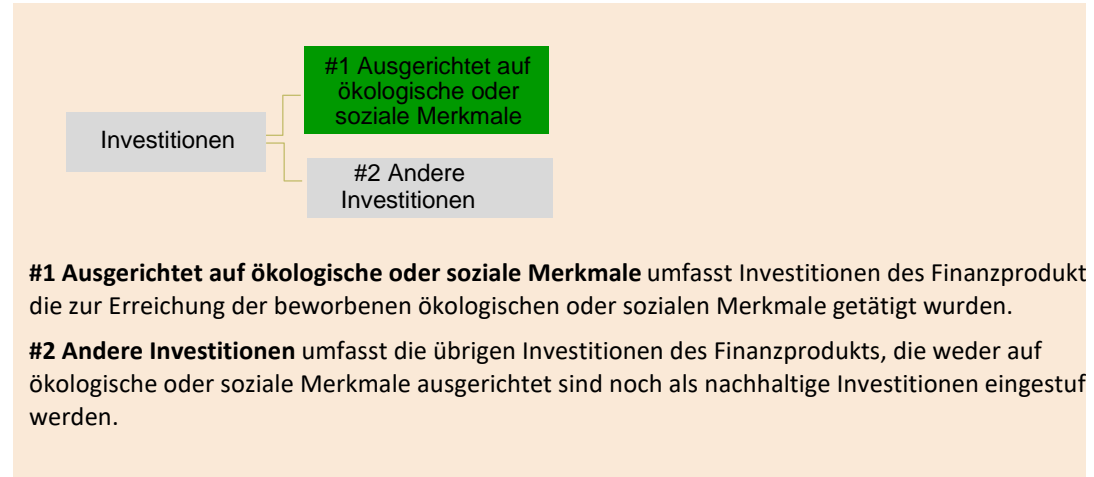 #1 Ausgerichtet auf
ökologische oder
soziale Merkmale
Investitionen
#2 Andere
Investitionen
#1 Ausgerichtet auf ökologische oder soziale Merkmale umfasst Investitionen des Finanzprodukt
die zur Erreichung der beworbenen ökologischen oder sozialen Merkmale getätigt wurden.
#2 Andere Investitionen umfasst die übrigen Investitionen des Finanzprodukts, die weder auf
ökologische oder soziale Merkmale ausgerichtet sind noch als nachhaltige Investitionen eingestuf
werden.